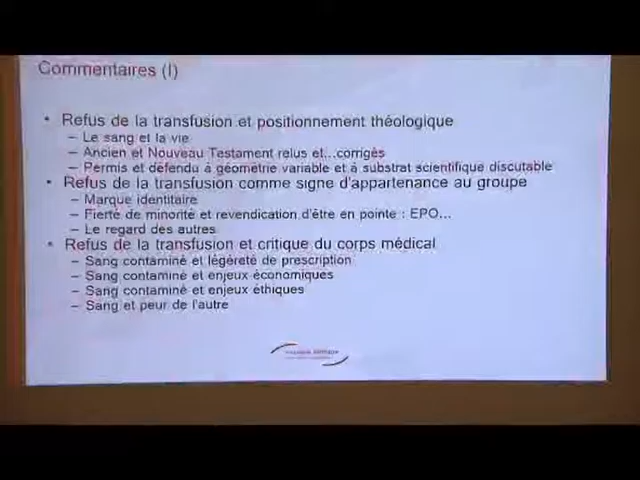 Commentaires (I)
• Refus de la transfusion et positionnement théologique
– Le sang et la vie
– Ancien et Nouveau Testament relus et...corrigés
– Permis et défendu à géométrie variable et à substrat scientifique discutable
• Refus de la transfusion comme signe d'appartenance au groupe
– Marque identitaire
– Fierté de minorité et revendication d'être en pointe : EPO...
– Le regard des autres
• Refus de la transfusion et critique du corps médical
– Sang contaminé et légéreté de prescription
– Sang contaminé et enjeux économiques
– Sang contaminé et enjeux éthiques
– Sang et peur de l'autre